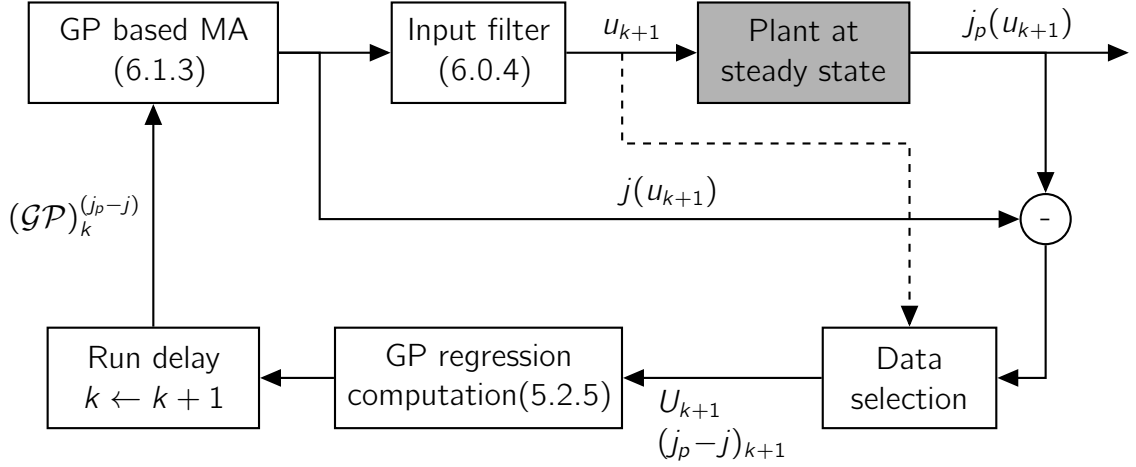 GP based MA
(6.1.3)
Input filter
(6.0.4)
u_{k+1}
Plant at
steady state
j_p(u_{k+1})
(𝒢𝒫)_k^{(j_p−j)}
j(u_{k+1})
-
Run delay
k ← k + 1
GP regression
computation(5.2.5)
U_{k+1}
(j_p−j)_{k+1}
Data
selection